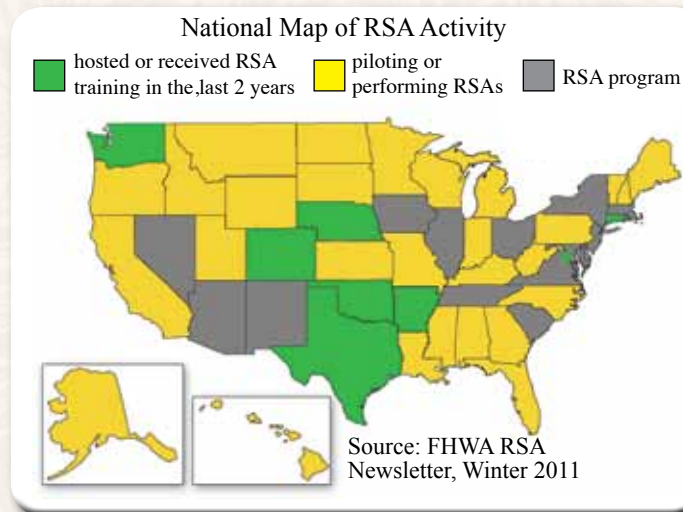 National Map of RSA Activity
hosted or received RSA
training in the,last 2 years
piloting or
performing RSAs
RSA program
Source: FHWA RSA
Newsletter, Winter 2011